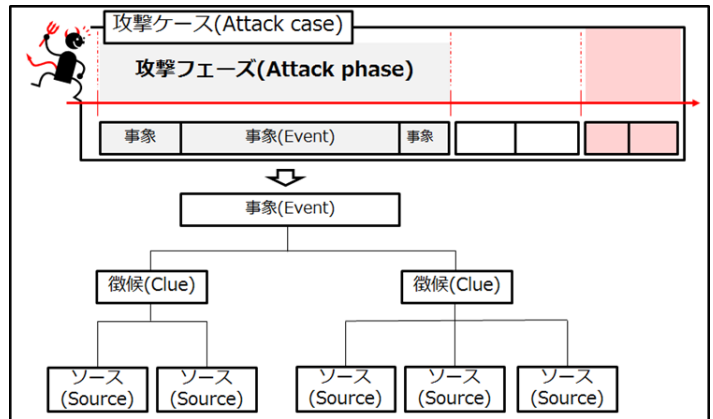 攻撃ケース(Attack case)
攻撃フェーズ(Attack phase)
事象
事象(Event)
事象
事象(Event)
徴候(Clue)
徴候(Clue)
ソース
(Source)
ソース
(Source)
ソース
(Source)
ソース
(Source)
ソース
(Source)